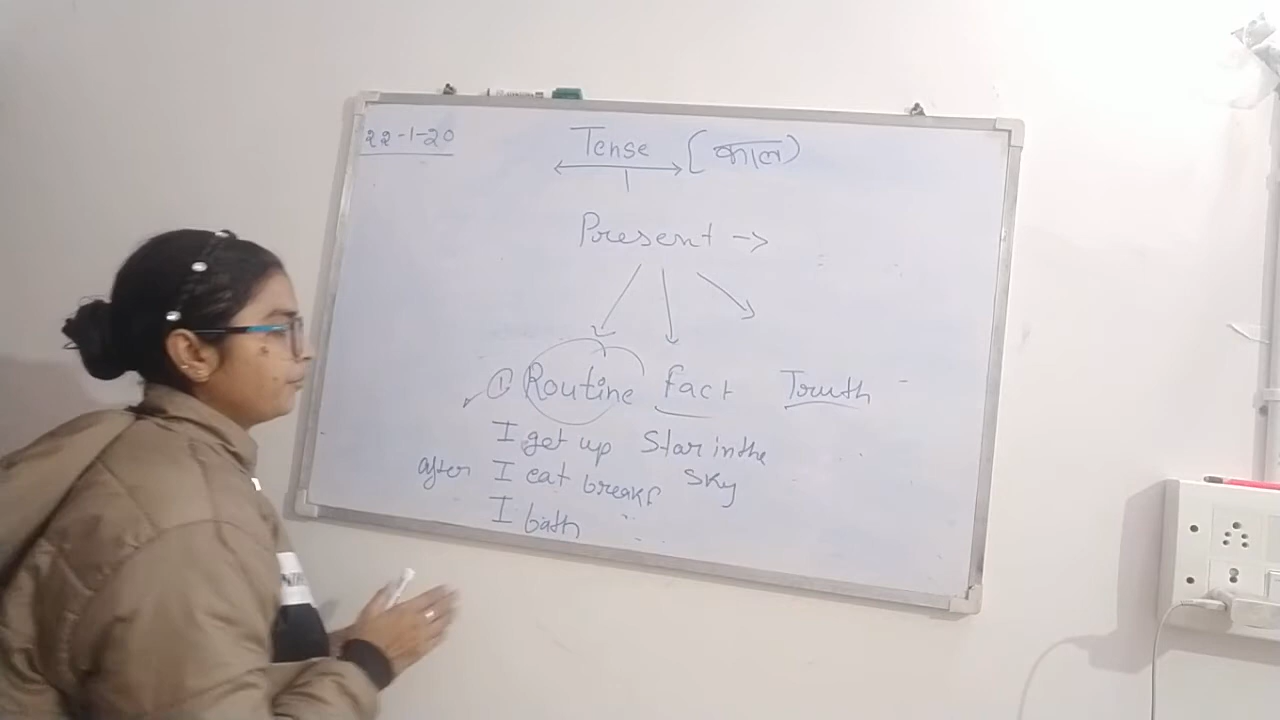 22-1-20
Tense (काल)
Present ->
① Routine Fact Truth
I get up Star in the
after I eat breakf Sky
I bath